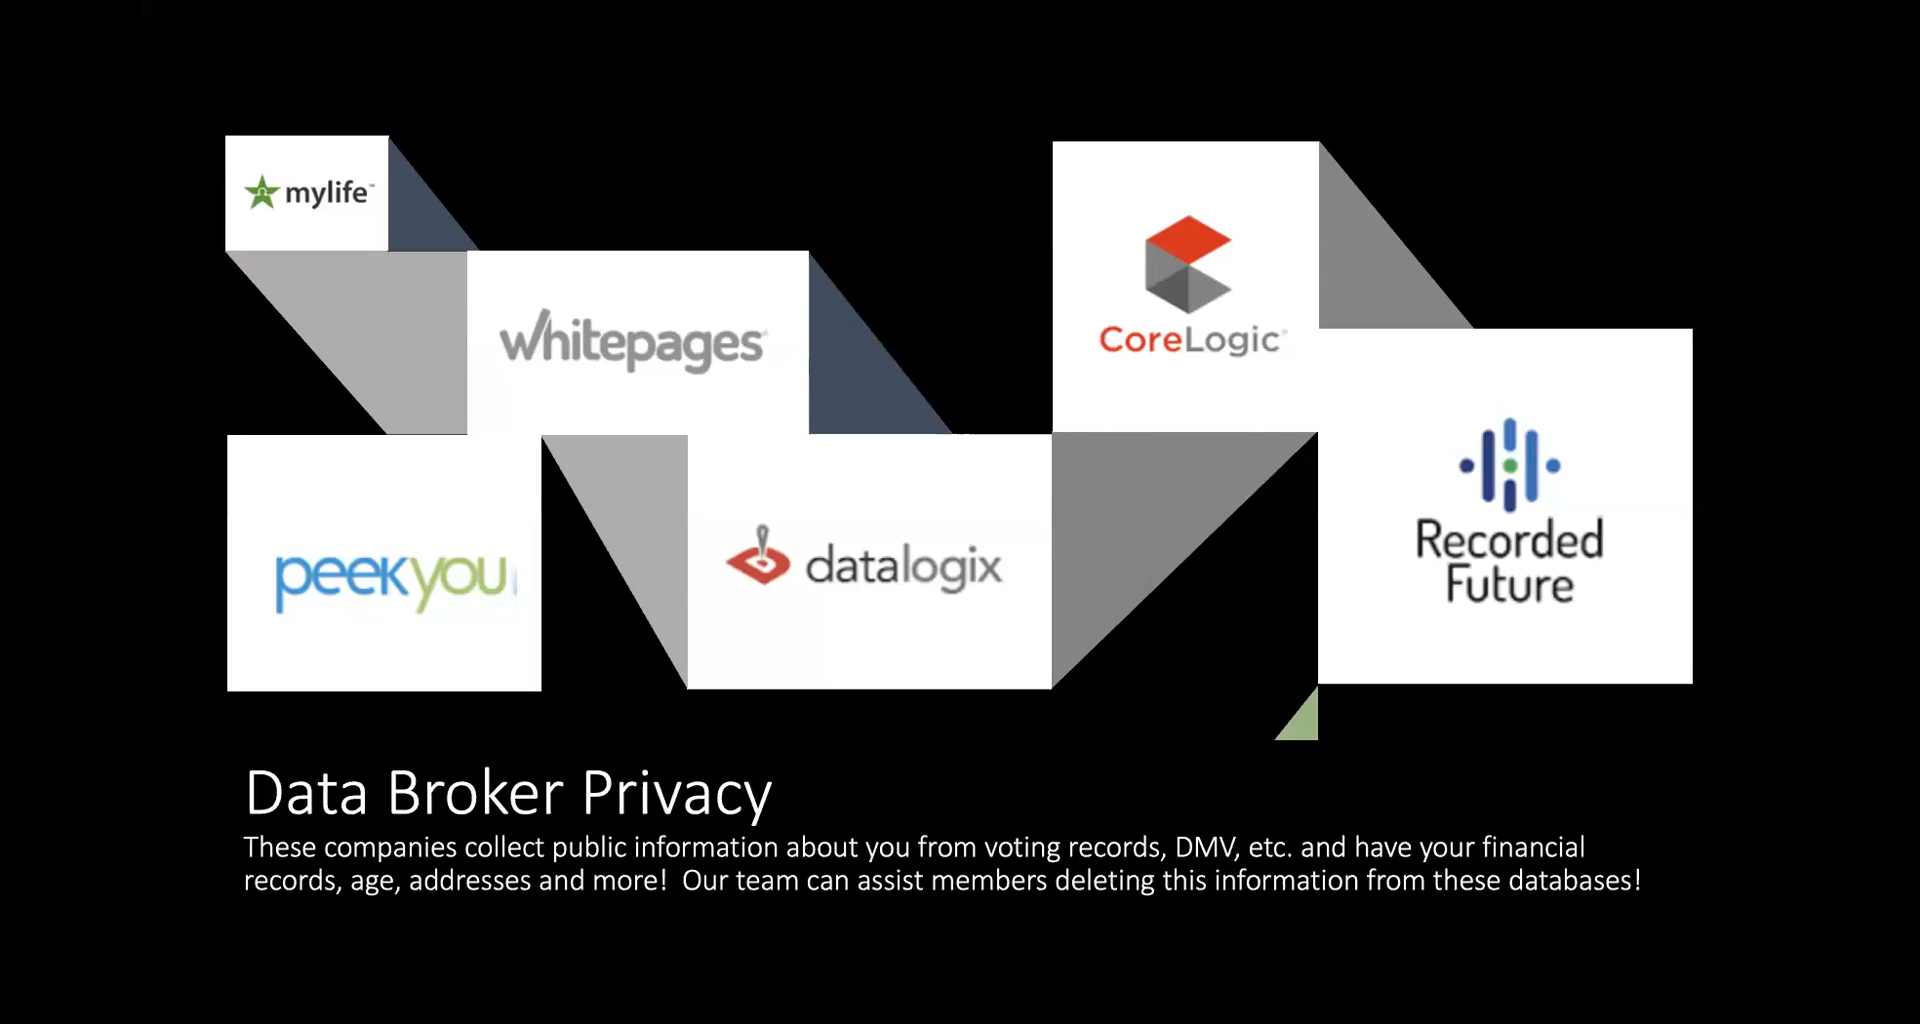 mylife™
whitepages
CoreLogic
peekyou
datalogix
Recorded
Future
Data Broker Privacy
These companies collect public information about you from voting records, DMV, etc. and have your financial
records, age, addresses and more!  Our team can assist members deleting this information from these databases!